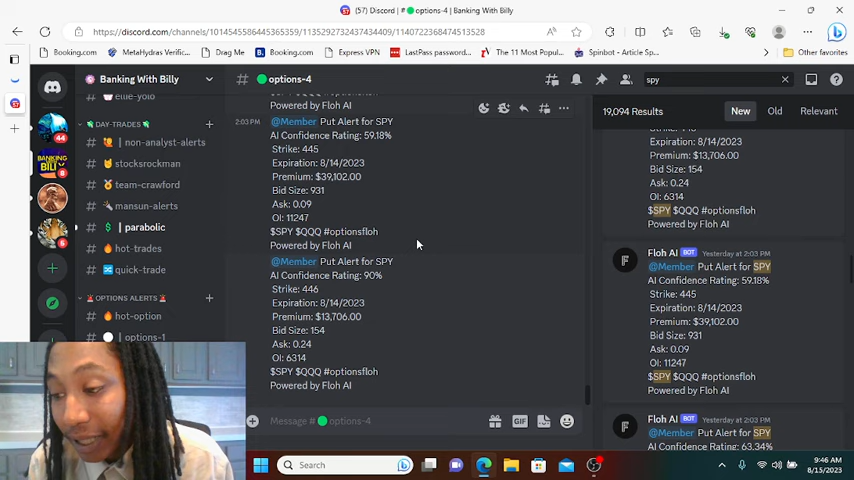 (57) Discord | #options-4 | Banking With Billy
https://discord.com/channels/1014545586445365359/1135292732437434409/1140722368474513528
Booking.com
MetaHydras Verific...
Drag Me
Booking.com
Express VPN
LastPass password...
The 11 Most Popul...
Spinbot - Article S...
Other favorites
Banking With Billy
ellie-yolo
DAY-TRADES
non-analyst-alerts
stocksrockman
team-crawford
mansun-alerts
parabolic
hot-trades
quick-trade
OPTIONS ALERTS
hot-option
options-1
44
8
5
# options-4
Powered by Floh AI
2:03 PM @Member Put Alert for SPY
AI Confidence Rating: 59.18%
Strike: 445
Expiration: 8/14/2023
Premium: $39,102.00
Bid Size: 931
Ask: 0.09
OI: 11247
$SPY $QQQ #optionsfloh
Powered by Floh AI
@Member Put Alert for SPY
AI Confidence Rating: 90%
Strike: 446
Expiration: 8/14/2023
Premium: $13,706.00
Bid Size: 154
Ask: 0.24
OI: 6314
$SPY $QQQ #optionsfloh
Powered by Floh AI
Message # options-4
GIF
spy
19,094 Results
New
Old
Relevant
Expiration: 8/14/2023
Premium: $13,706.00
Bid Size: 154
Ask: 0.24
OI: 6314
$SPY $QQQ #optionsfloh
Powered by Floh AI
Floh AI BOT Yesterday at 2:03 PM
@Member Put Alert for SPY
AI Confidence Rating: 59.18%
Strike: 445
Expiration: 8/14/2023
Premium: $39,102.00
Bid Size: 931
Ask: 0.09
OI: 11247
$SPY $QQQ #optionsfloh
Powered by Floh AI
Floh AI BOT Yesterday at 2:03 PM
@Member Put Alert for SPY
AI Confidence Rating: 63.34%
Search
9:46 AM
8/15/2023